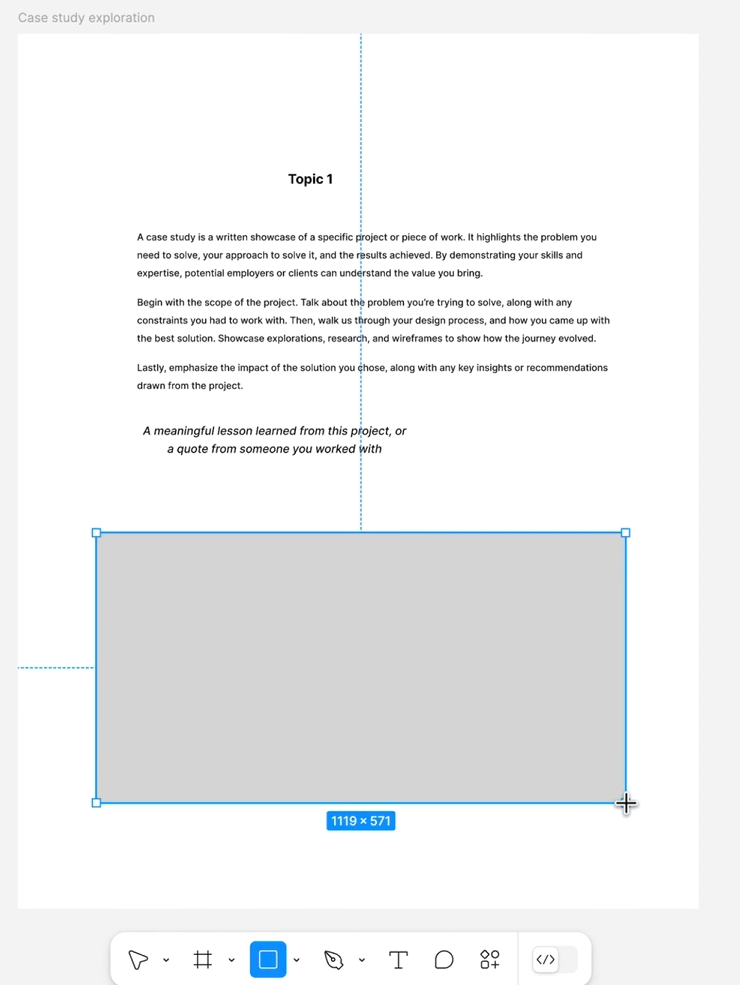 Case study exploration
Topic 1
A case study is a written showcase of a specific project or piece of work. It highlights the problem you
need to solve, your approach to solve it, and the results achieved. By demonstrating your skills and
expertise, potential employers or clients can understand the value you bring.
Begin with the scope of the project. Talk about the problem you're trying to solve, along with any
constraints you had to work with. Then, walk us through your design process, and how you came up with
the best solution. Showcase explorations, research, and wireframes to show how the journey evolved.
Lastly, emphasize the impact of the solution you chose, along with any key insights or recommendations
drawn from the project.
A meaningful lesson learned from this project, or
a quote from someone you worked with
1119 × 571